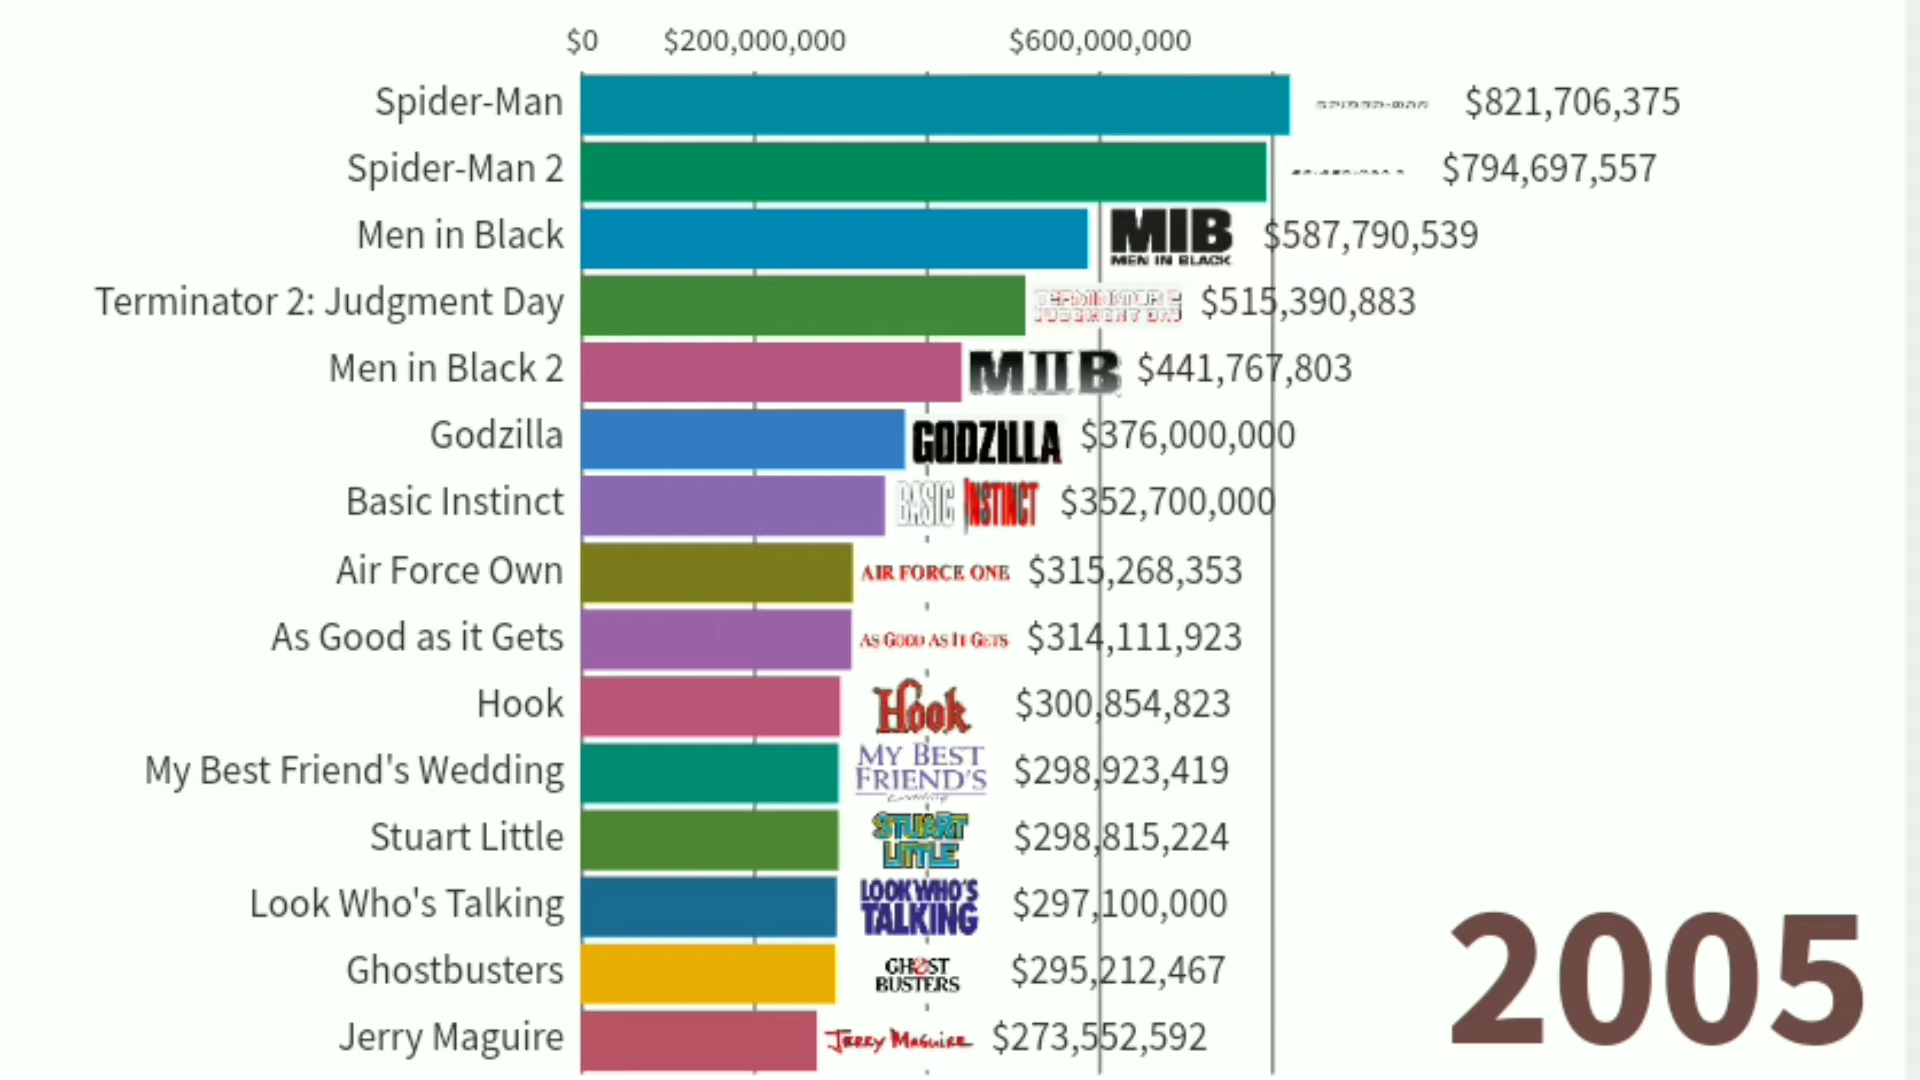 $0 $200,000,000 $600,000,000
Spider-Man $821,706,375
Spider-Man 2 $794,697,557
Men in Black MIB MEN IN BLACK $587,790,539
Terminator 2: Judgment Day TERMINATOR 2 JUDGMENT DAY $515,390,883
Men in Black 2 MIIB $441,767,803
Godzilla GODZILLA $376,000,000
Basic Instinct BASIC INSTINCT $352,700,000
Air Force Own AIR FORCE ONE $315,268,353
As Good as it Gets AS GOOD AS IT GETS $314,111,923
Hook Hook $300,854,823
My Best Friend's Wedding MY BEST FRIEND'S $298,923,419
Stuart Little STUART LITTLE $298,815,224
Look Who's Talking LOOK WHO'S TALKING $297,100,000
Ghostbusters GHOST BUSTERS $295,212,467
Jerry Maguire Jerry Maguire $273,552,592
2005